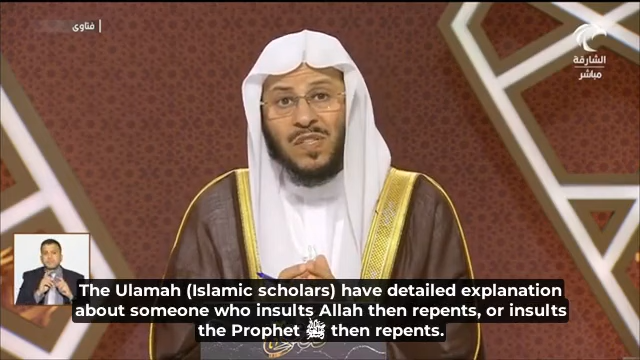 فتاوى
الشارقة
مباشر
The Ulamah (Islamic scholars) have detailed explanation
about someone who insults Allah then repents, or insults
the Prophet ﷺ then repents.